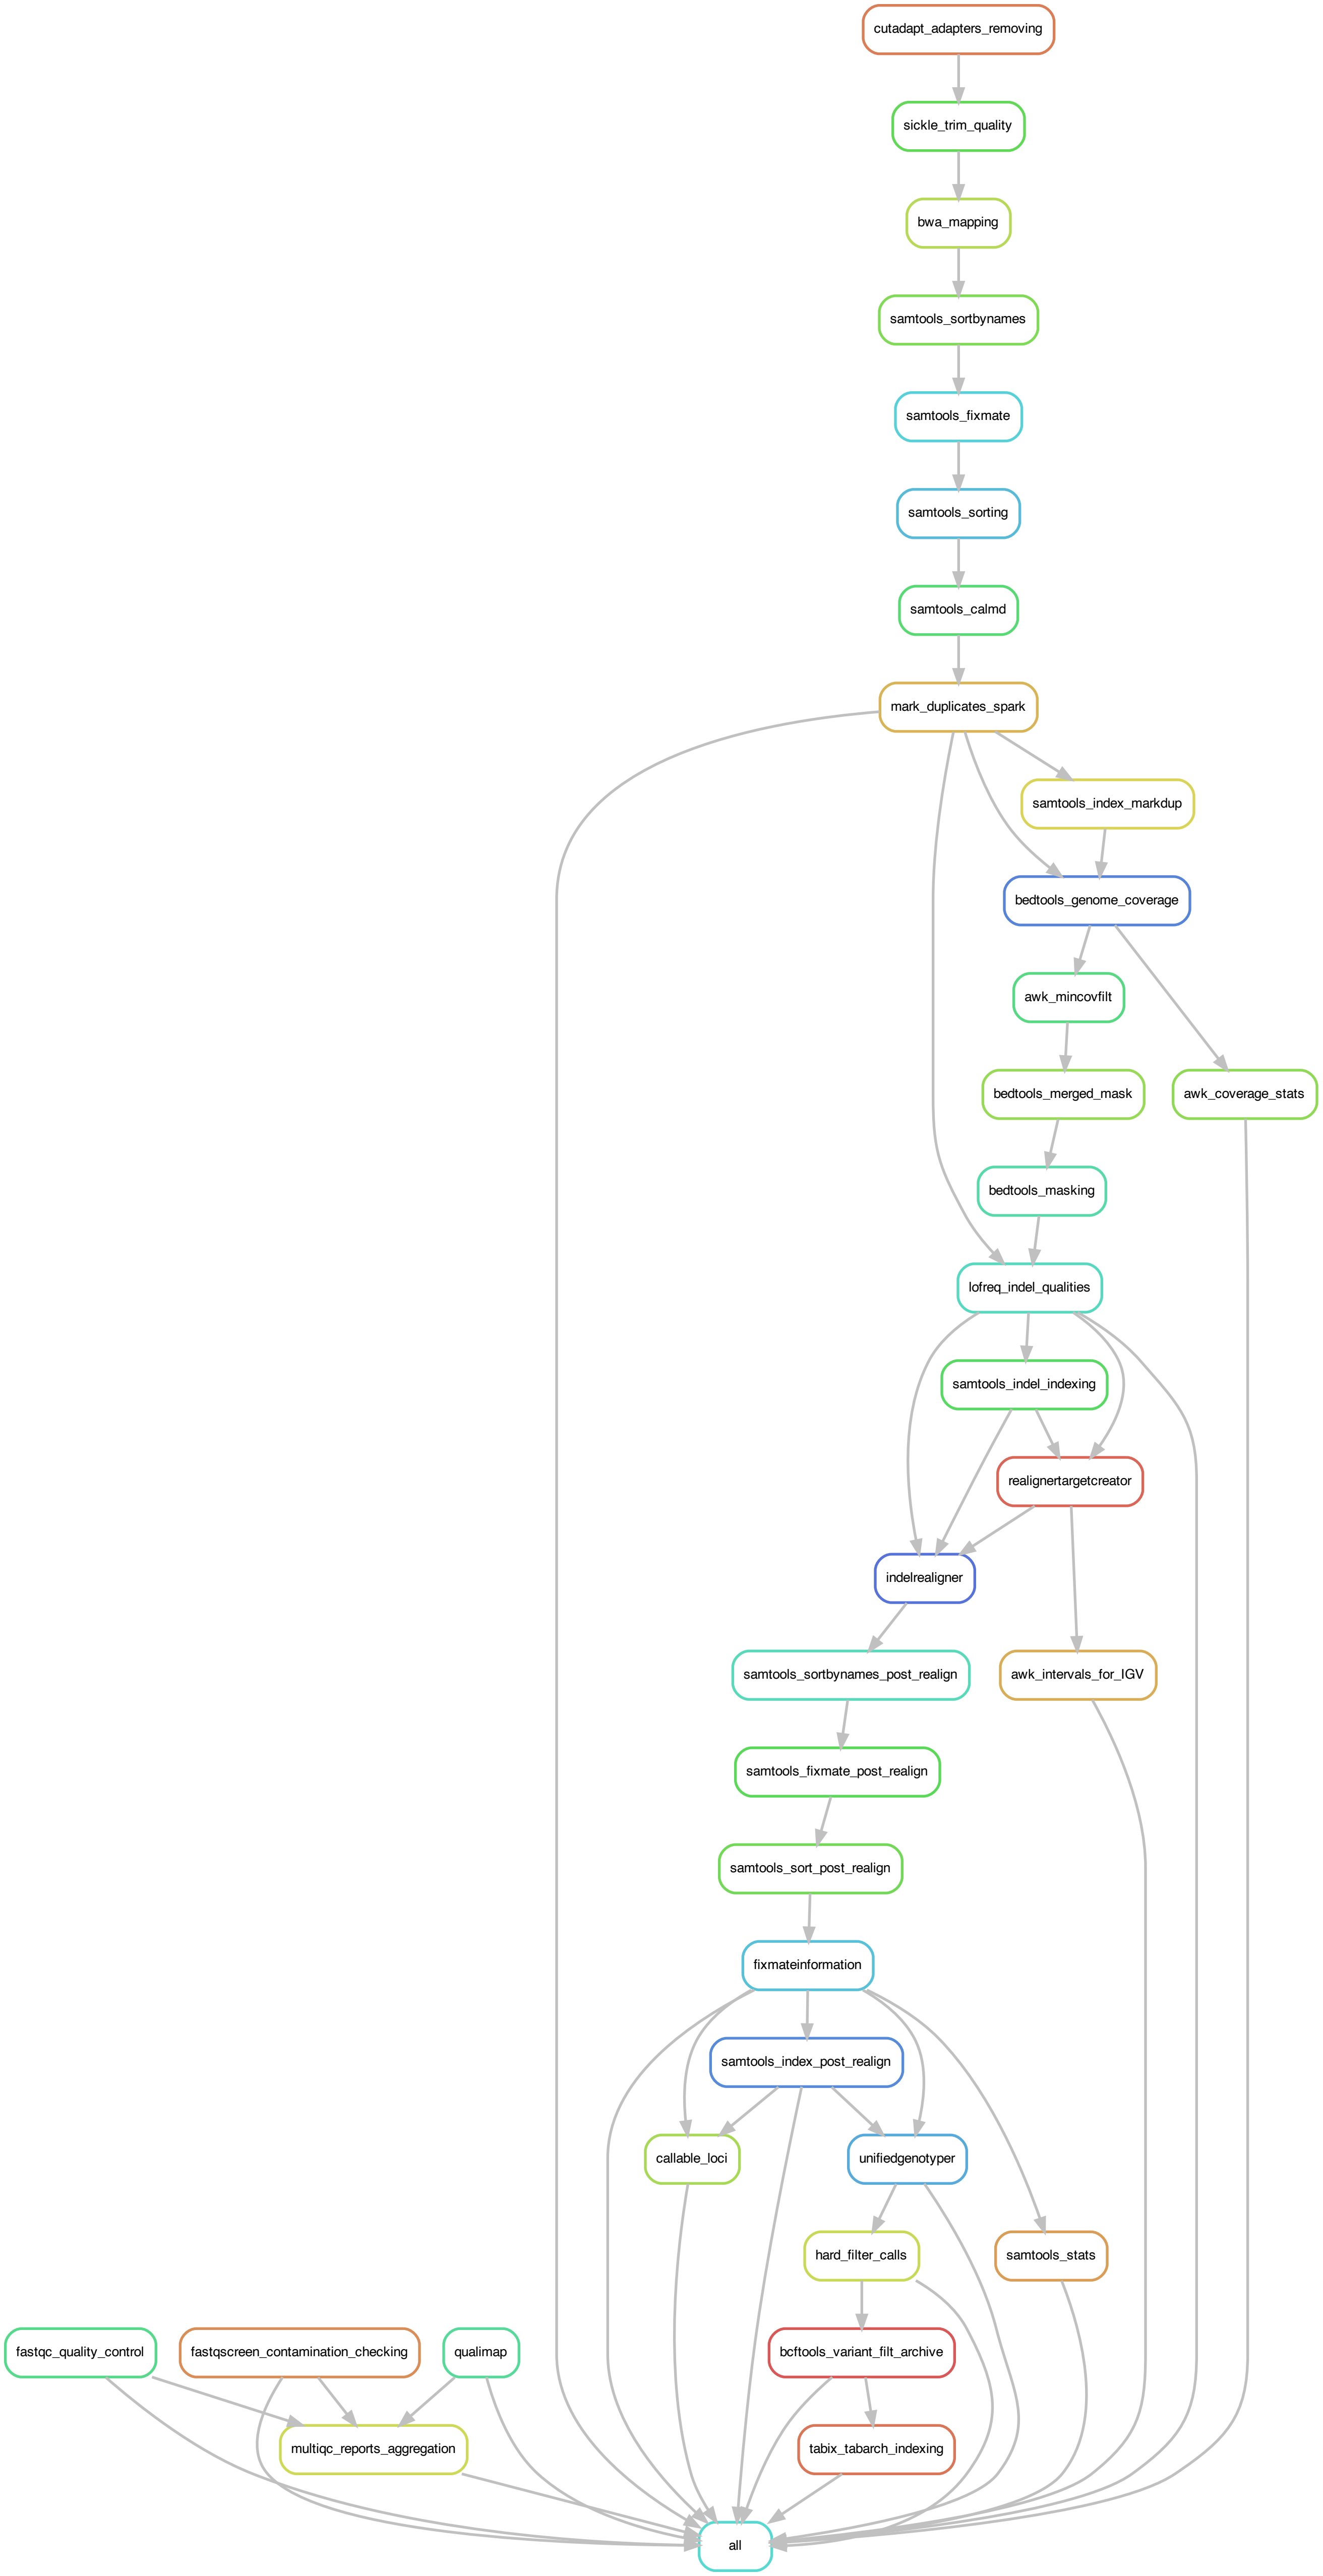 cutadapt_adapters_removing
sickle_trim_quality
bwa_mapping
samtools_sortbynames
samtools_fixmate
samtools_sorting
samtools_calmd
mark_duplicates_spark
samtools_index_markdup
bedtools_genome_coverage
awk_mincovfilt
bedtools_merged_mask
awk_coverage_stats
bedtools_masking
lofreq_indel_qualities
samtools_indel_indexing
realignertargetcreator
indelrealigner
samtools_sortbynames_post_realign
awk_intervals_for_IGV
samtools_fixmate_post_realign
samtools_sort_post_realign
fixmateinformation
samtools_index_post_realign
callable_loci
unifiedgenotyper
hard_filter_calls
samtools_stats
fastqc_quality_control
fastqscreen_contamination_checking
qualimap
bcftools_variant_filt_archive
multiqc_reports_aggregation
tabix_tabarch_indexing
all